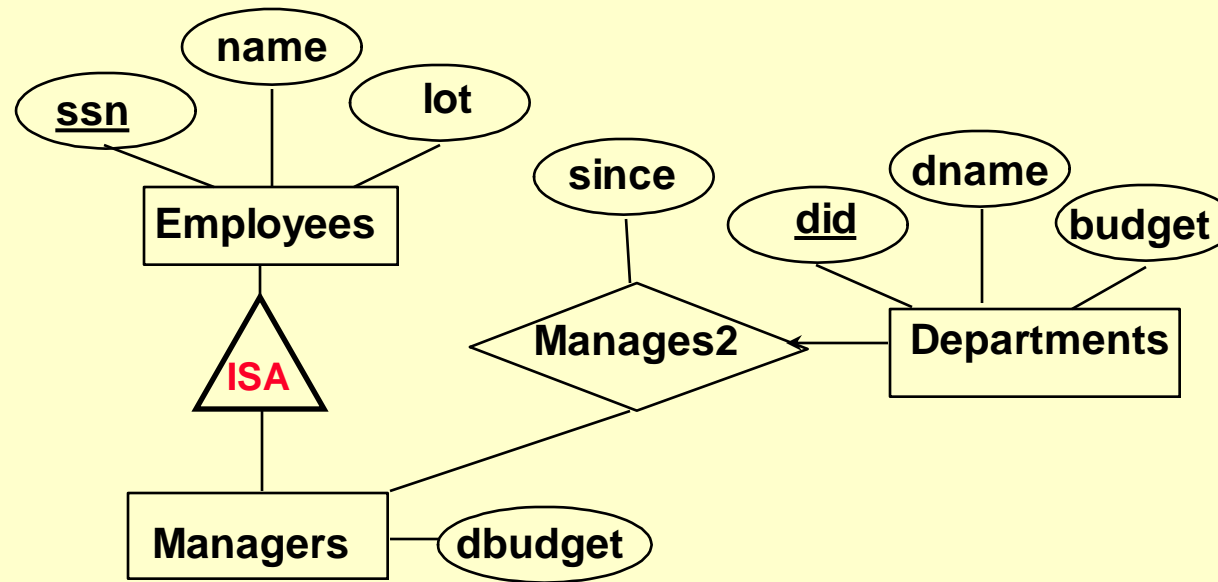 name
ssn
lot
Employees
since
dname
did
budget
Manages2
Departments
ISA
Managers
dbudget